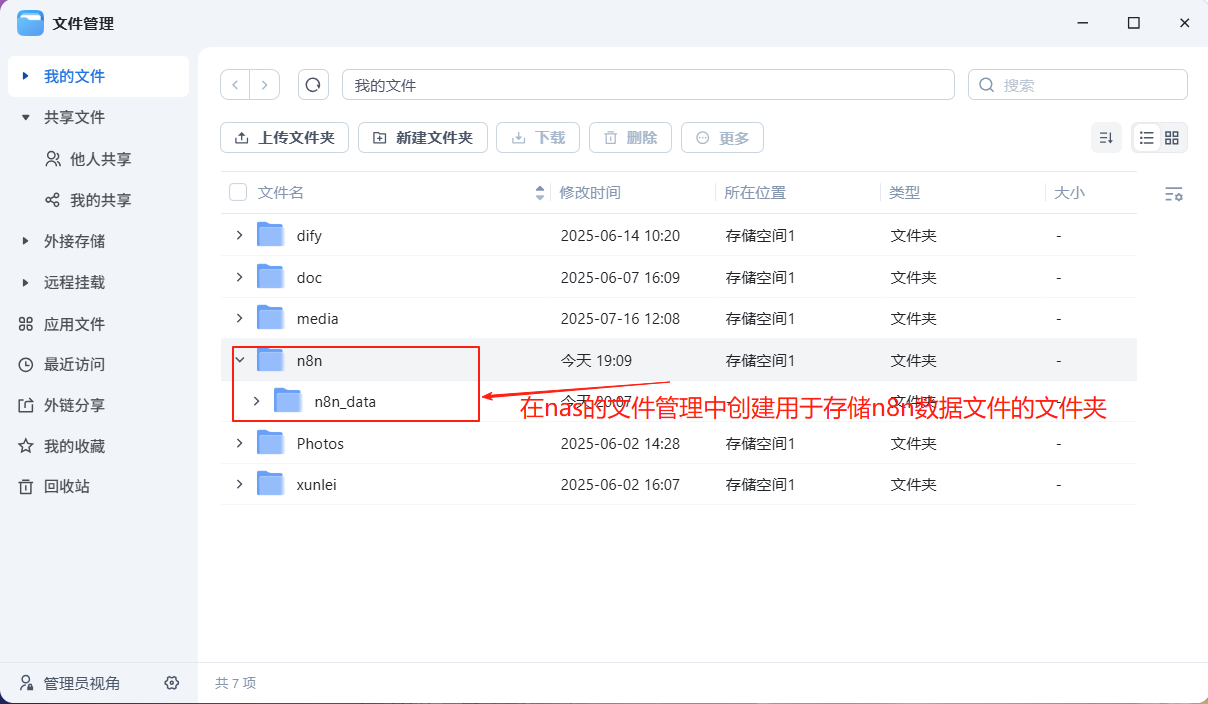 文件管理
我的文件
共享文件
他人共享
我的共享
外接存储
远程挂载
应用文件
最近访问
外链分享
我的收藏
回收站
管理员视角
我的文件
搜索
上传文件夹 新建文件夹 下载 删除 更多
文件名 修改时间 所在位置 类型 大小
dify 2025-06-14 10:20 存储空间1 文件夹 -
doc 2025-06-07 16:09 存储空间1 文件夹 -
media 2025-07-16 12:08 存储空间1 文件夹 -
n8n 今天 19:09 存储空间1 文件夹 -
n8n_data 今天 20:07 文件夹 -
在nas的文件管理中创建用于存储n8n数据文件的文件夹
Photos 2025-06-02 14:28 存储空间1 文件夹 -
xunlei 2025-06-02 16:07 存储空间1 文件夹 -
共 7 项